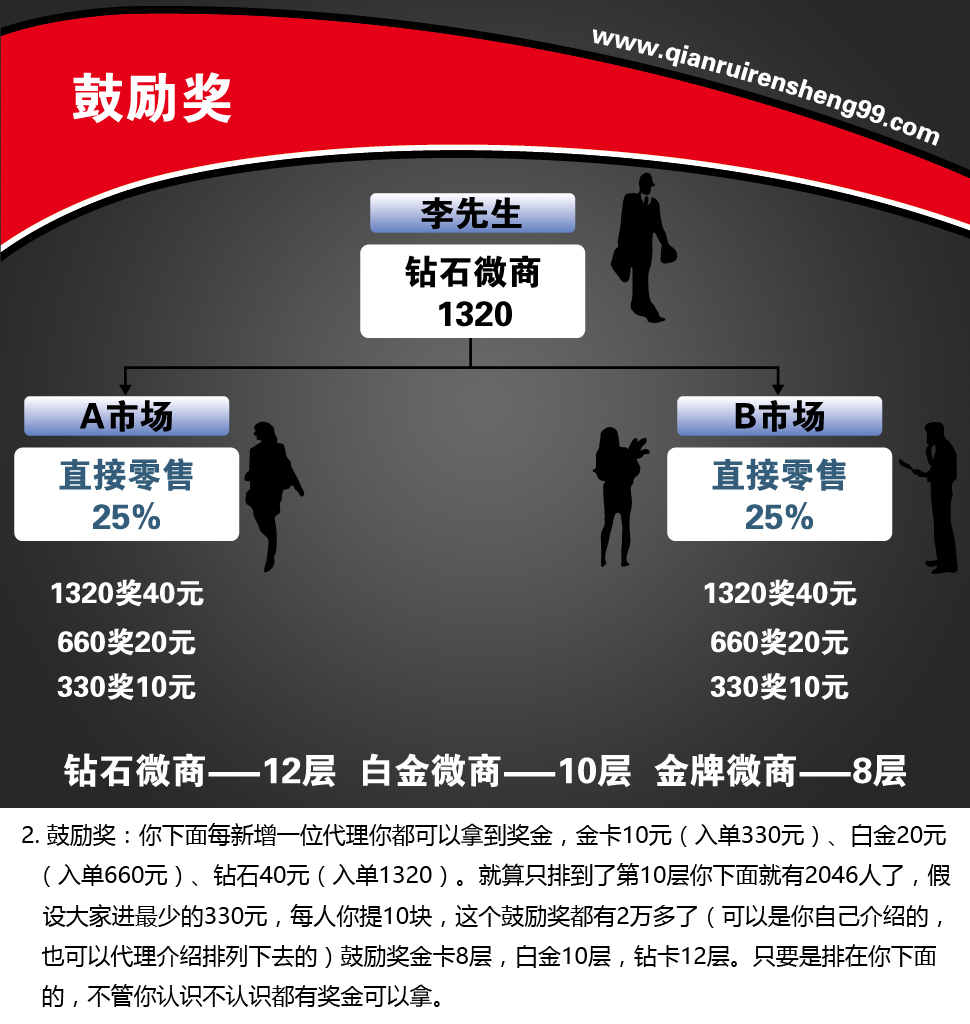 www.qianruirensheng99.com
鼓励奖
李先生
钻石微商
1320
A市场
B市场
直接零售
25%
直接零售
25%
1320奖40元
1320奖40元
660奖20元
660奖20元
330奖10元
330奖10元
钻石微商——12层 白金微商——10层 金牌微商——8层
2. 鼓励奖：你下面每新增一位代理你都可以拿到奖金，金卡10元（入单330元）、白金20元
（入单660元）、钻石40元（入单1320）。就算只排到了第10层你下面就有2046人了，假
设大家进最少的330元，每人你提10块，这个鼓励奖都有2万多了（可以是你自己介绍的，
也可以代理介绍排列下去的）鼓励奖金卡8层，白金10层，钻卡12层。只要是排在你下面
的，不管你认识不认识都有奖金可以拿。